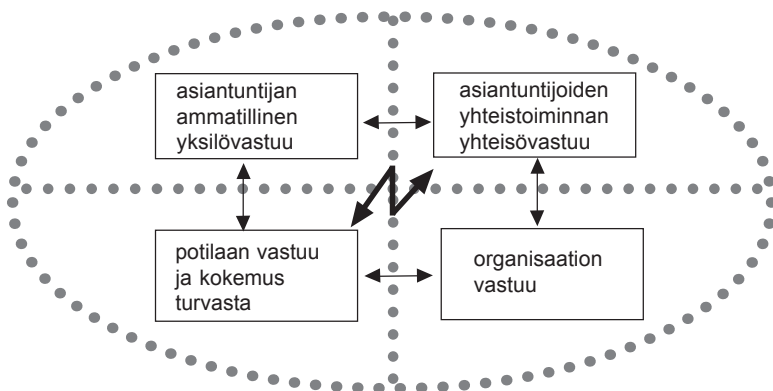 asiantuntijan
ammatillinen
yksilövastuu
asiantuntijoiden
yhteistoiminnan
yhteisövastuu
potilaan vastuu
ja kokemus
turvasta
organisaation
vastuu